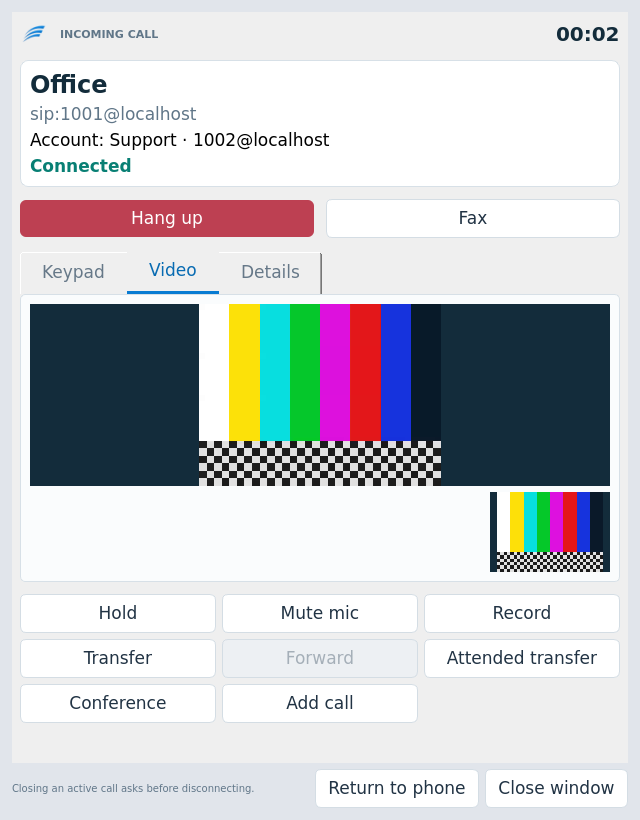 INCOMING CALL 00:02
Office
sip:1001@localhost
Account: Support · 1002@localhost
Connected
Hang up Fax
Keypad Video Details
Hold Mute mic Record
Transfer Forward Attended transfer
Conference Add call
Closing an active call asks before disconnecting. Return to phone Close window